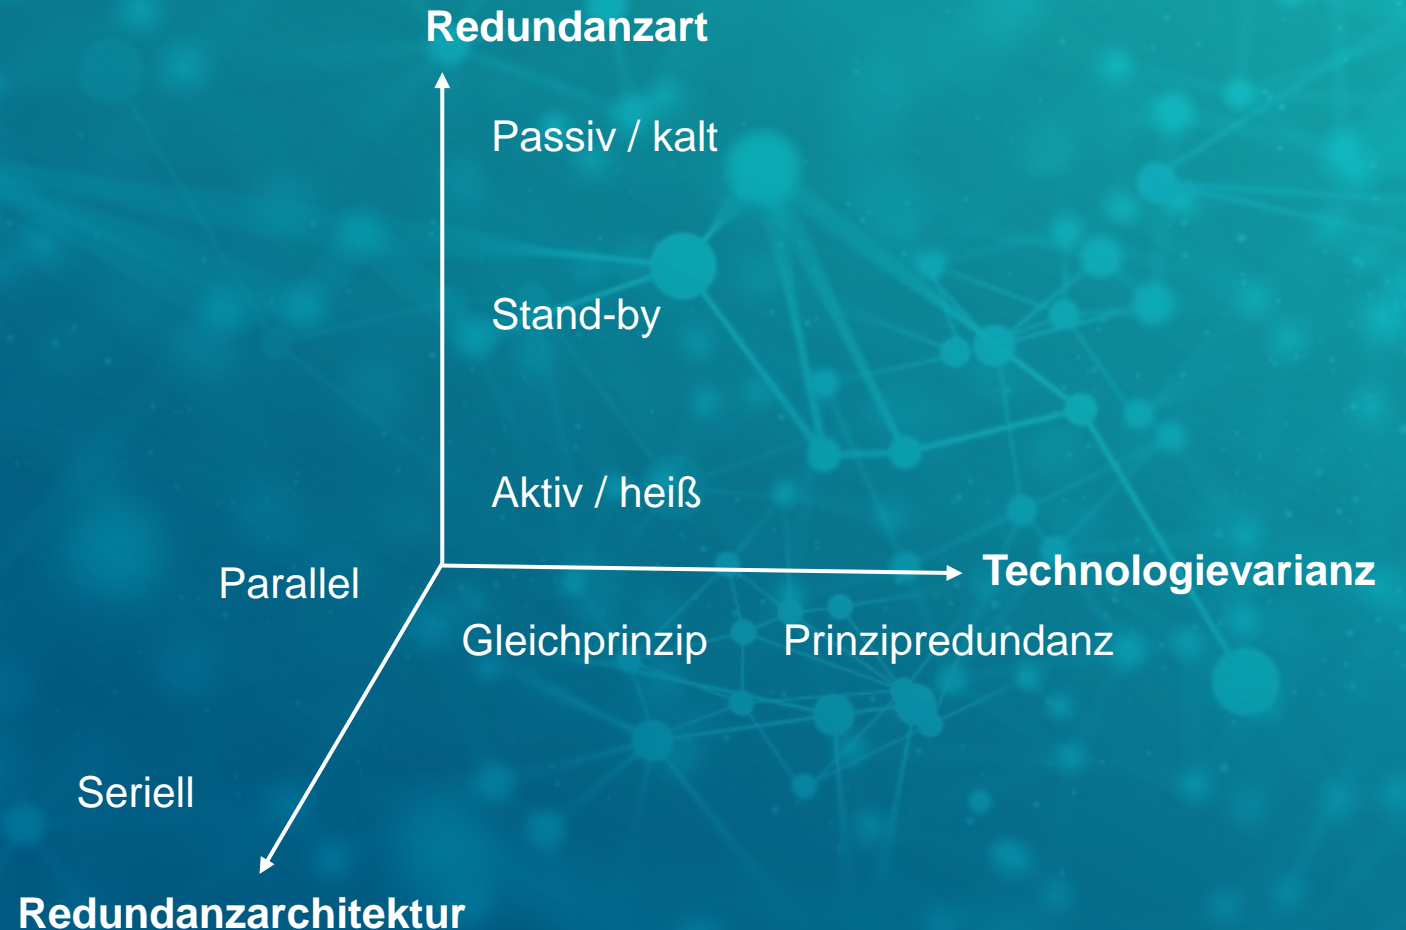 Redundanzart
Passiv / kalt
Stand-by
Aktiv / heiß
Technologievarianz
Parallel
Gleichprinzip
Prinzipredundanz
Seriell
Redundanzarchitektur